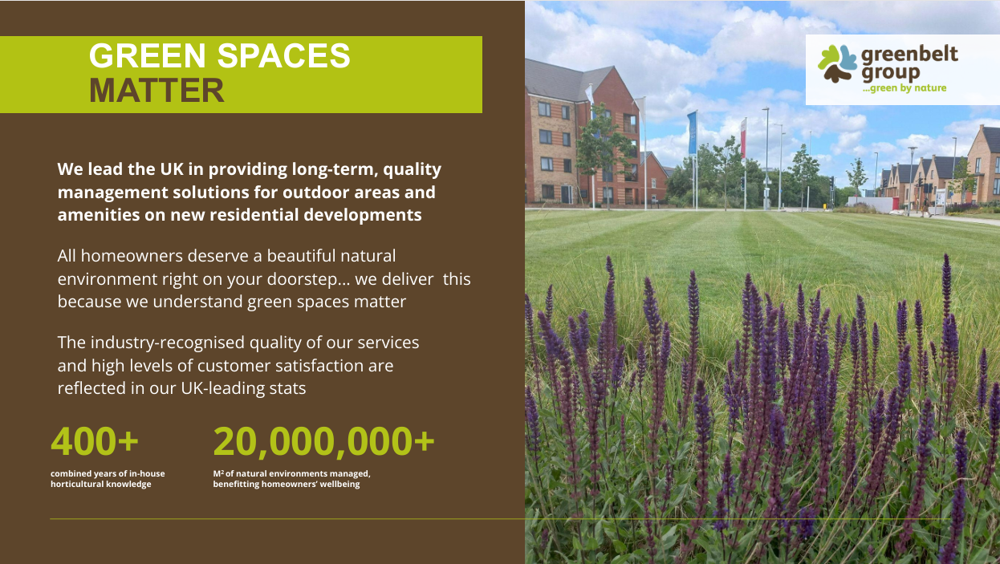 GREEN SPACES
MATTER
greenbelt
group
...green by nature
We lead the UK in providing long-term, quality
management solutions for outdoor areas and
amenities on new residential developments
All homeowners deserve a beautiful natural
environment right on your doorstep... we deliver  this
because we understand green spaces matter
The industry-recognised quality of our services
and high levels of customer satisfaction are
reflected in our UK-leading stats
400+
combined years of in-house
horticultural knowledge
20,000,000+
M² of natural environments managed,
benefitting homeowners’ wellbeing